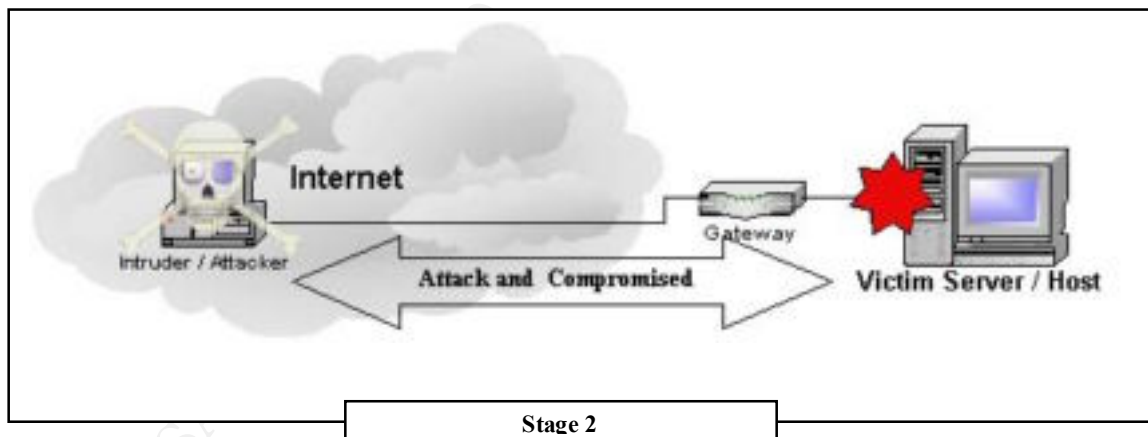 Internet
Gateway
Intruder / Attacker
Attack and Compromised
Victim Server / Host
Stage 2